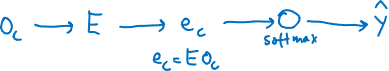 O_c → E → e_c → O → ŷ
softmax
e_c = E O_c